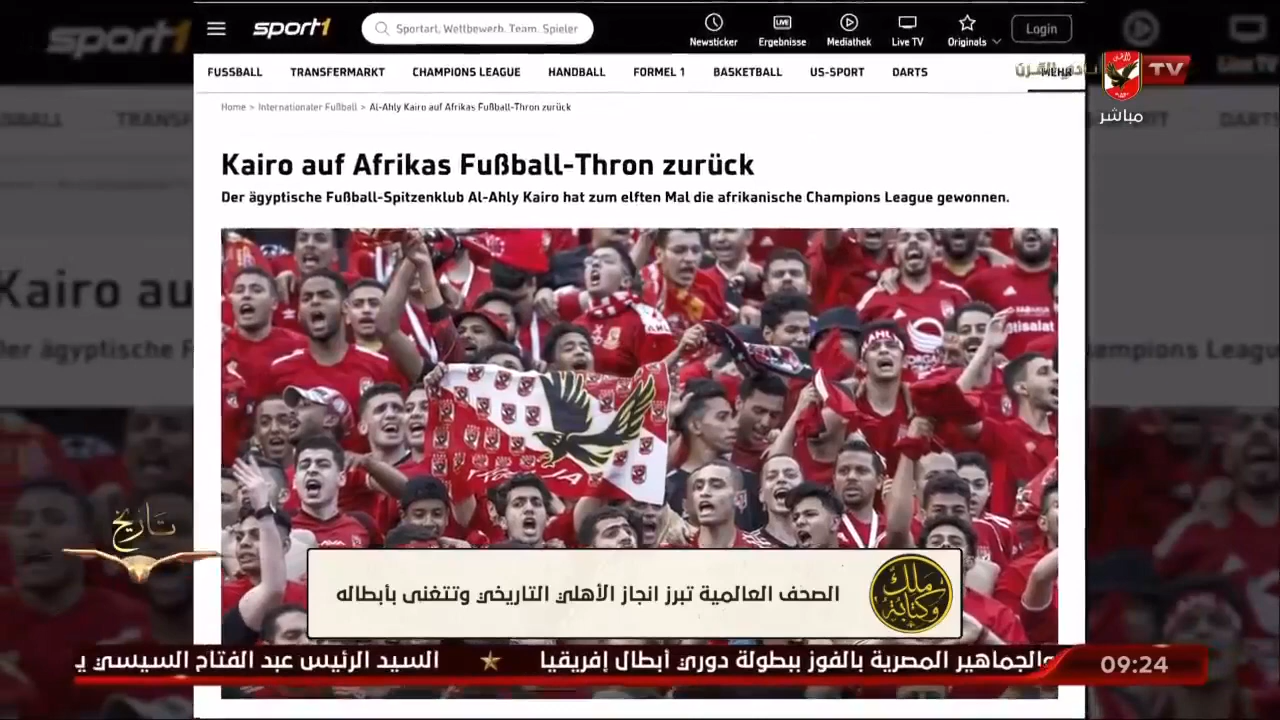 sport1
Sportart, Wettbewerb, Team, Spieler
Newsticker
LIVE
Ergebnisse
Mediathek
Live TV
Originals
Login
FUSSBALL
TRANSFERMARKT
CHAMPIONS LEAGUE
HANDBALL
FORMEL 1
BASKETBALL
US-SPORT
DARTS
MEHR
نادي القرن
TV
مباشر
Home > Internationaler Fußball > Al-Ahly Kairo auf Afrikas Fußball-Thron zurück
Kairo auf Afrikas Fußball-Thron zurück
Der ägyptische Fußball-Spitzenklub Al-Ahly Kairo hat zum elften Mal die afrikanische Champions League gewonnen.
تاريخ
الصحف العالمية تبرز انجاز الأهلي التاريخي وتتغنى بأبطاله
ملك
وكتابة
والجماهير المصرية بالفوز ببطولة دوري أبطال إفريقيا
السيد الرئيس عبد الفتاح السيسي ي
09:24